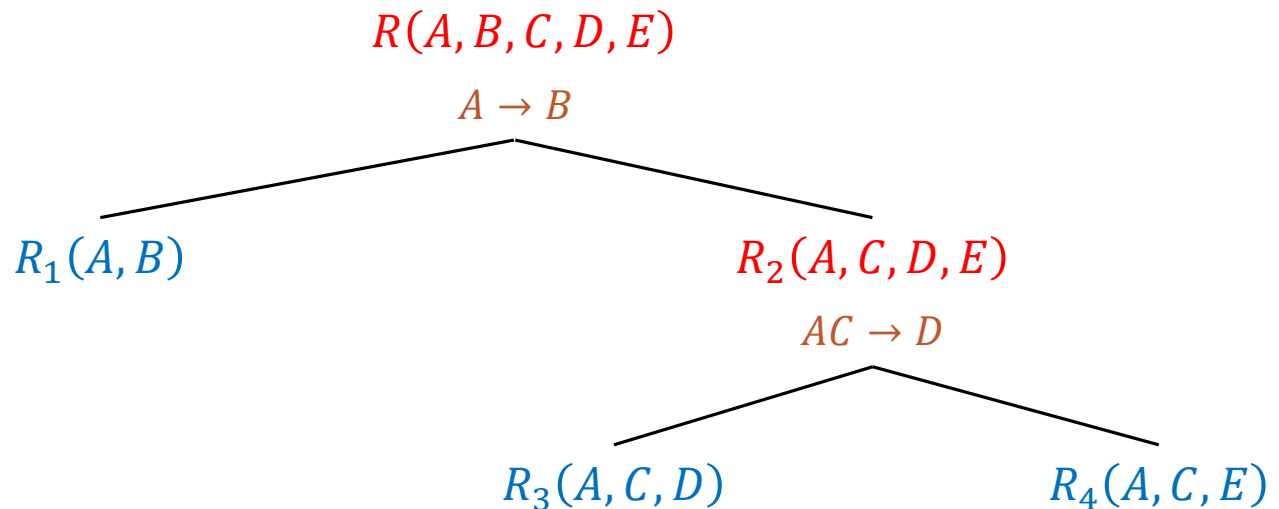 R(A, B, C, D, E)
A → B
R₁(A, B)
R₂(A, C, D, E)
AC → D
R₃(A, C, D)
R₄(A, C, E)